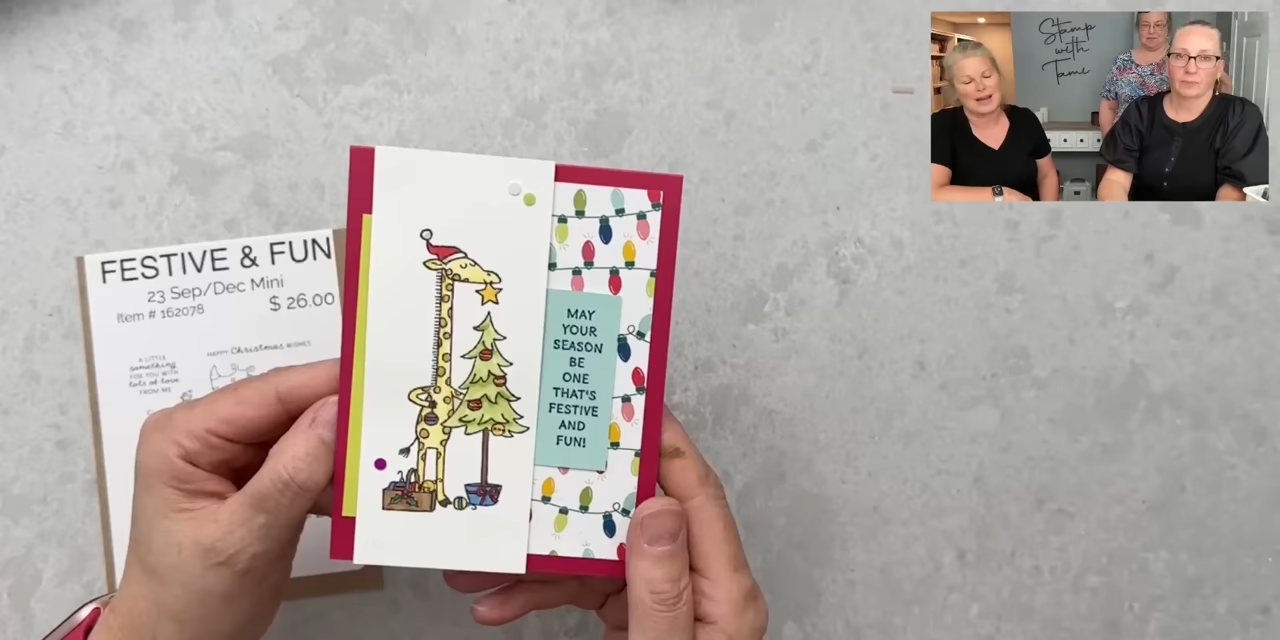 Stamp
with
Tami
FESTIVE & FUN
23 Sep/Dec Mini
Item # 162078
$ 26.00
A LITTLE
something
FOR YOU WITH
lots of love
FROM ME
HAPPY Christmas WISHES
MAY
YOUR
SEASON
BE
ONE
THAT'S
FESTIVE
AND
FUN!